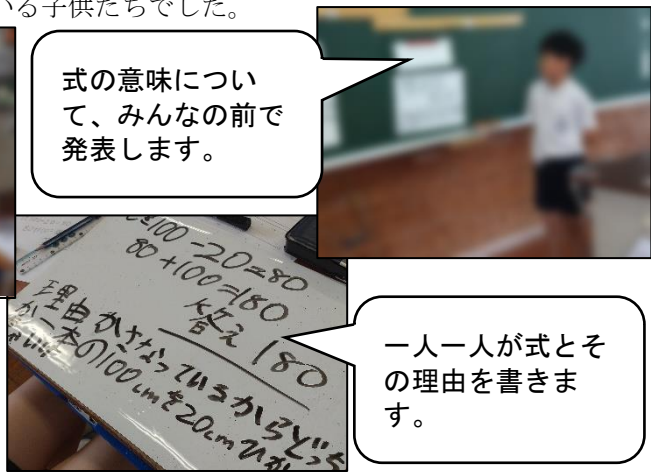 いる子供たちでした。
式の意味につい
て、みんなの前で
発表します。
100-20=80
80+100=180
答え 180
理由 かさなっているからどっち
か一本の100cmを20cm
一人一人が式とそ
の理由を書きま
す。